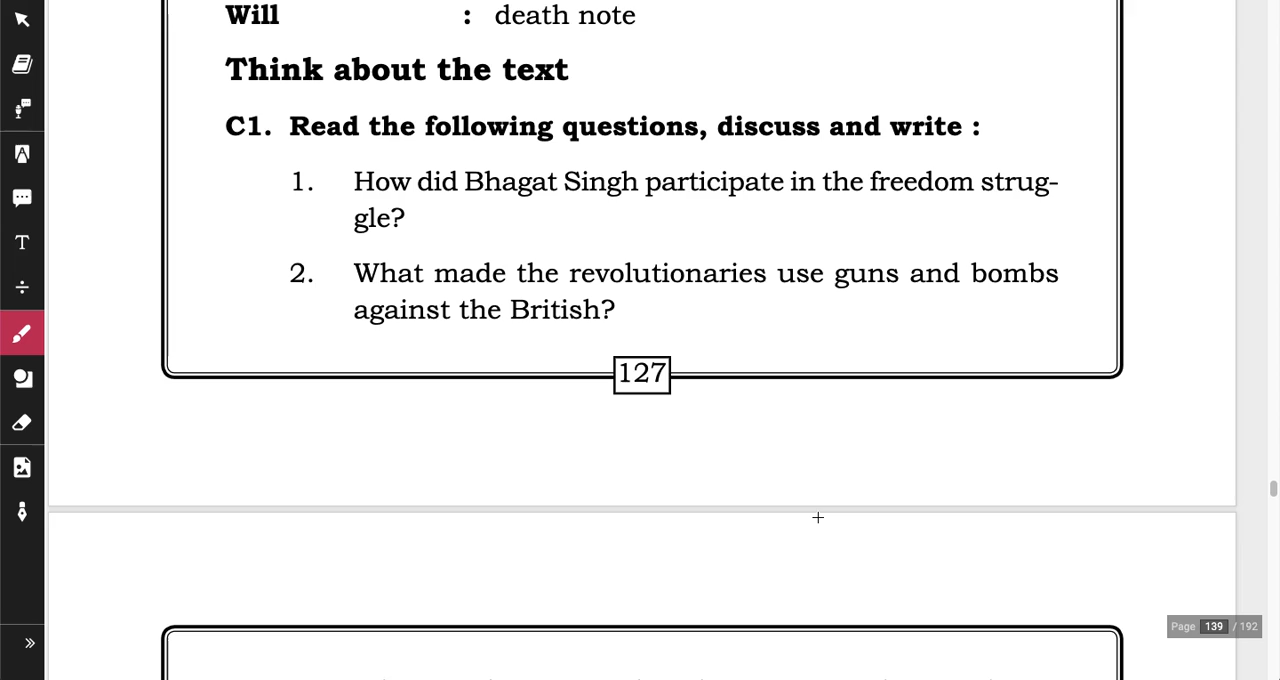 Will : death note
Think about the text
C1. Read the following questions, discuss and write :
1. How did Bhagat Singh participate in the freedom strug-
gle?
2. What made the revolutionaries use guns and bombs
against the British?
127
Page 139 / 192